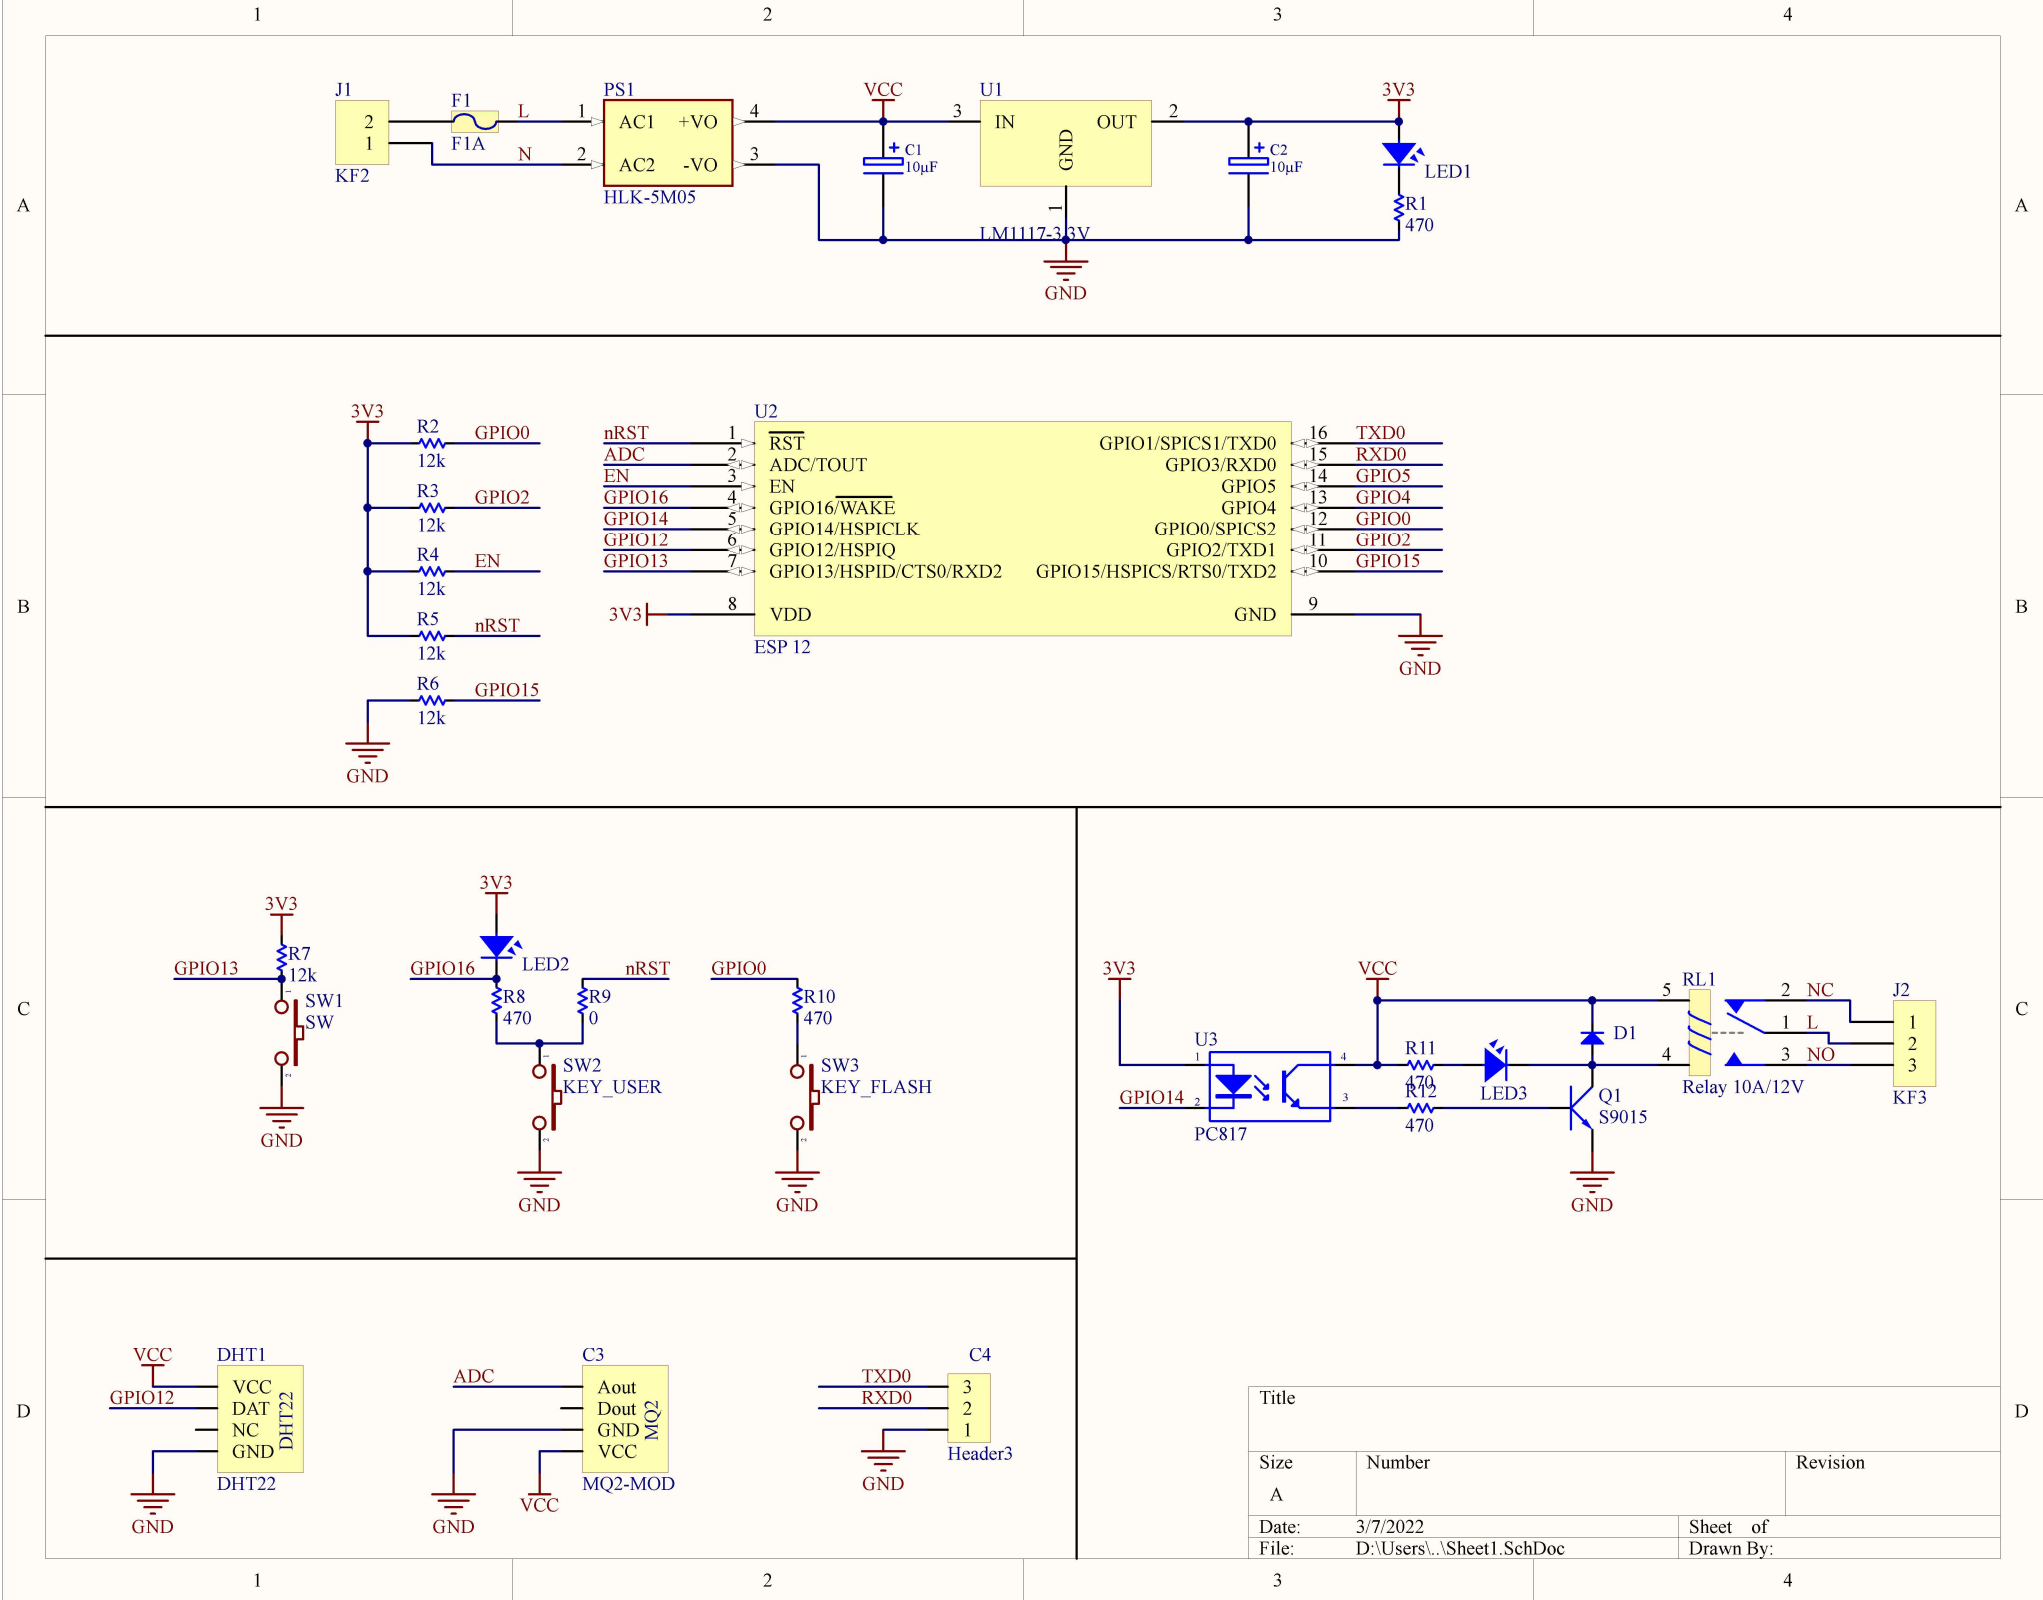 1 2 3 4
A A
J1
2
1
KF2
F1
F1A
L
N
PS1
1 AC1 +VO 4
2 AC2 -VO 3
HLK-5M05
VCC
+ C1
10µF
U1
3 IN OUT 2
GND
1
LM1117-3.3V
GND
+ C2
10µF
3V3
LED1
R1
470
B B
3V3
R2 GPIO0
12k
R3 GPIO2
12k
R4 EN
12k
R5 nRST
12k
R6 GPIO15
12k
GND
U2
nRST 1 RST GPIO1/SPICS1/TXD0 16 TXD0
ADC 2 ADC/TOUT GPIO3/RXD0 15 RXD0
EN 3 EN GPIO5 14 GPIO5
GPIO16 4 GPIO16/WAKE GPIO4 13 GPIO4
GPIO14 5 GPIO14/HSPICLK GPIO0/SPICS2 12 GPIO0
GPIO12 6 GPIO12/HSPIQ GPIO2/TXD1 11 GPIO2
GPIO13 7 GPIO13/HSPID/CTS0/RXD2 GPIO15/HSPICS/RTS0/TXD2 10 GPIO15
3V3 8 VDD GND 9
ESP 12
GND
C C
3V3
R7
12k
GPIO13
1
SW1
SW
2
GND
3V3
LED2
GPIO16
R8
470
nRST
R9
0
1
SW2
KEY_USER
2
GND
GPIO0
R10
470
1
SW3
KEY_FLASH
2
GND
3V3
GPIO14
U3
1 4
2 3
PC817
VCC
R11
470
R12
470
LED3
D1
Q1
S9015
GND
RL1
5 2 NC
1 L
4 3 NO
Relay 10A/12V
J2
1
2
3
KF3
D D
VCC
GPIO12
DHT1
VCC
DAT
NC
GND
DHT22
DHT22
GND
ADC
C3
Aout
Dout
GND
VCC
MQ2
MQ2-MOD
GND
VCC
C4
TXD0 3
RXD0 2
1
Header3
GND
Title
Size Number Revision
A
Date: 3/7/2022 Sheet of
File: D:\Users\..\Sheet1.SchDoc Drawn By:
1 2 3 4